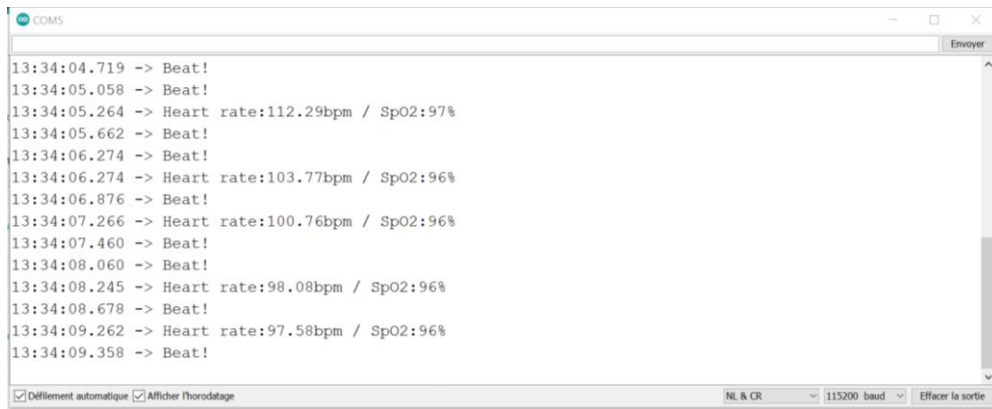 COM5
Envoyer
13:34:04.719 -> Beat!
13:34:05.058 -> Beat!
13:34:05.264 -> Heart rate:112.29bpm / SpO2:97%
13:34:05.662 -> Beat!
13:34:06.274 -> Beat!
13:34:06.274 -> Heart rate:103.77bpm / SpO2:96%
13:34:06.876 -> Beat!
13:34:07.266 -> Heart rate:100.76bpm / SpO2:96%
13:34:07.460 -> Beat!
13:34:08.060 -> Beat!
13:34:08.245 -> Heart rate:98.08bpm / SpO2:96%
13:34:08.678 -> Beat!
13:34:09.262 -> Heart rate:97.58bpm / SpO2:96%
13:34:09.358 -> Beat!
Défilement automatique Afficher l'horodatage NL & CR 115200 baud Effacer la sortie